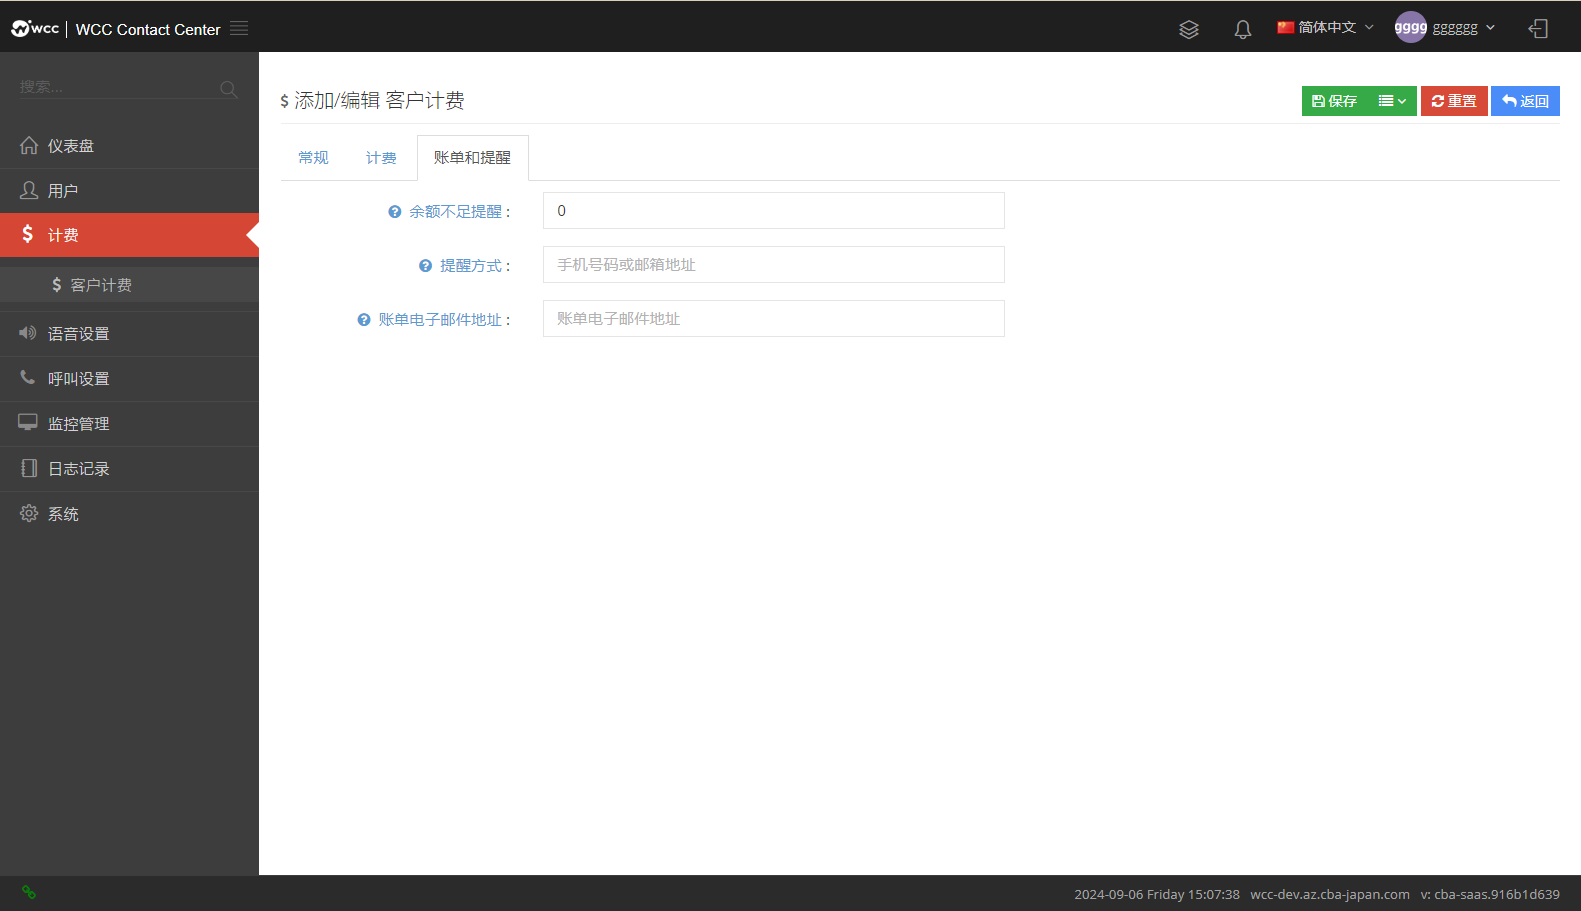 wcc | WCC Contact Center
简体中文
gggg gggggg
搜索...
仪表盘
用户
$ 计费
$ 客户计费
语音设置
呼叫设置
监控管理
日志记录
系统
$ 添加/编辑 客户计费
保存
重置
返回
常规
计费
账单和提醒
余额不足提醒 :
0
提醒方式 :
手机号码或邮箱地址
账单电子邮件地址 :
账单电子邮件地址
2024-09-06 Friday 15:07:38 wcc-dev.az.cba-japan.com v: cba-saas.916b1d639